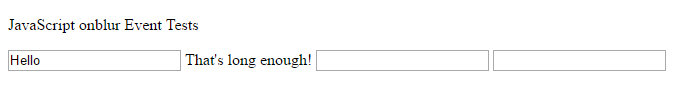 JavaScript onblur Event Tests
Hello That's long enough!